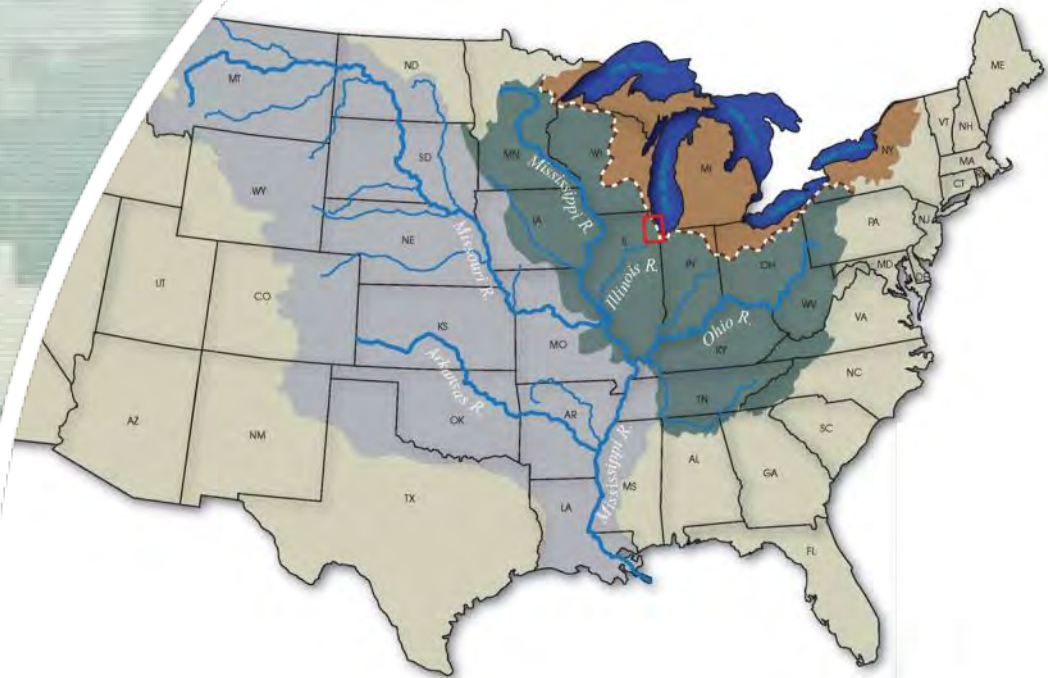 ME
ND
MT
VT
NH
MN
WI
NY
SD
MI
MA
WY
CT
Mississippi R.
IA
PA
NJ
NE
Missouri R.
IL
Illinois R.
IN
OH
MD
DE
UT
CO
WV
VA
KS
MO
Ohio R.
KY
Arkansas R.
NC
TN
AZ
NM
OK
AR
SC
Mississippi R.
MS
AL
GA
TX
LA
FL